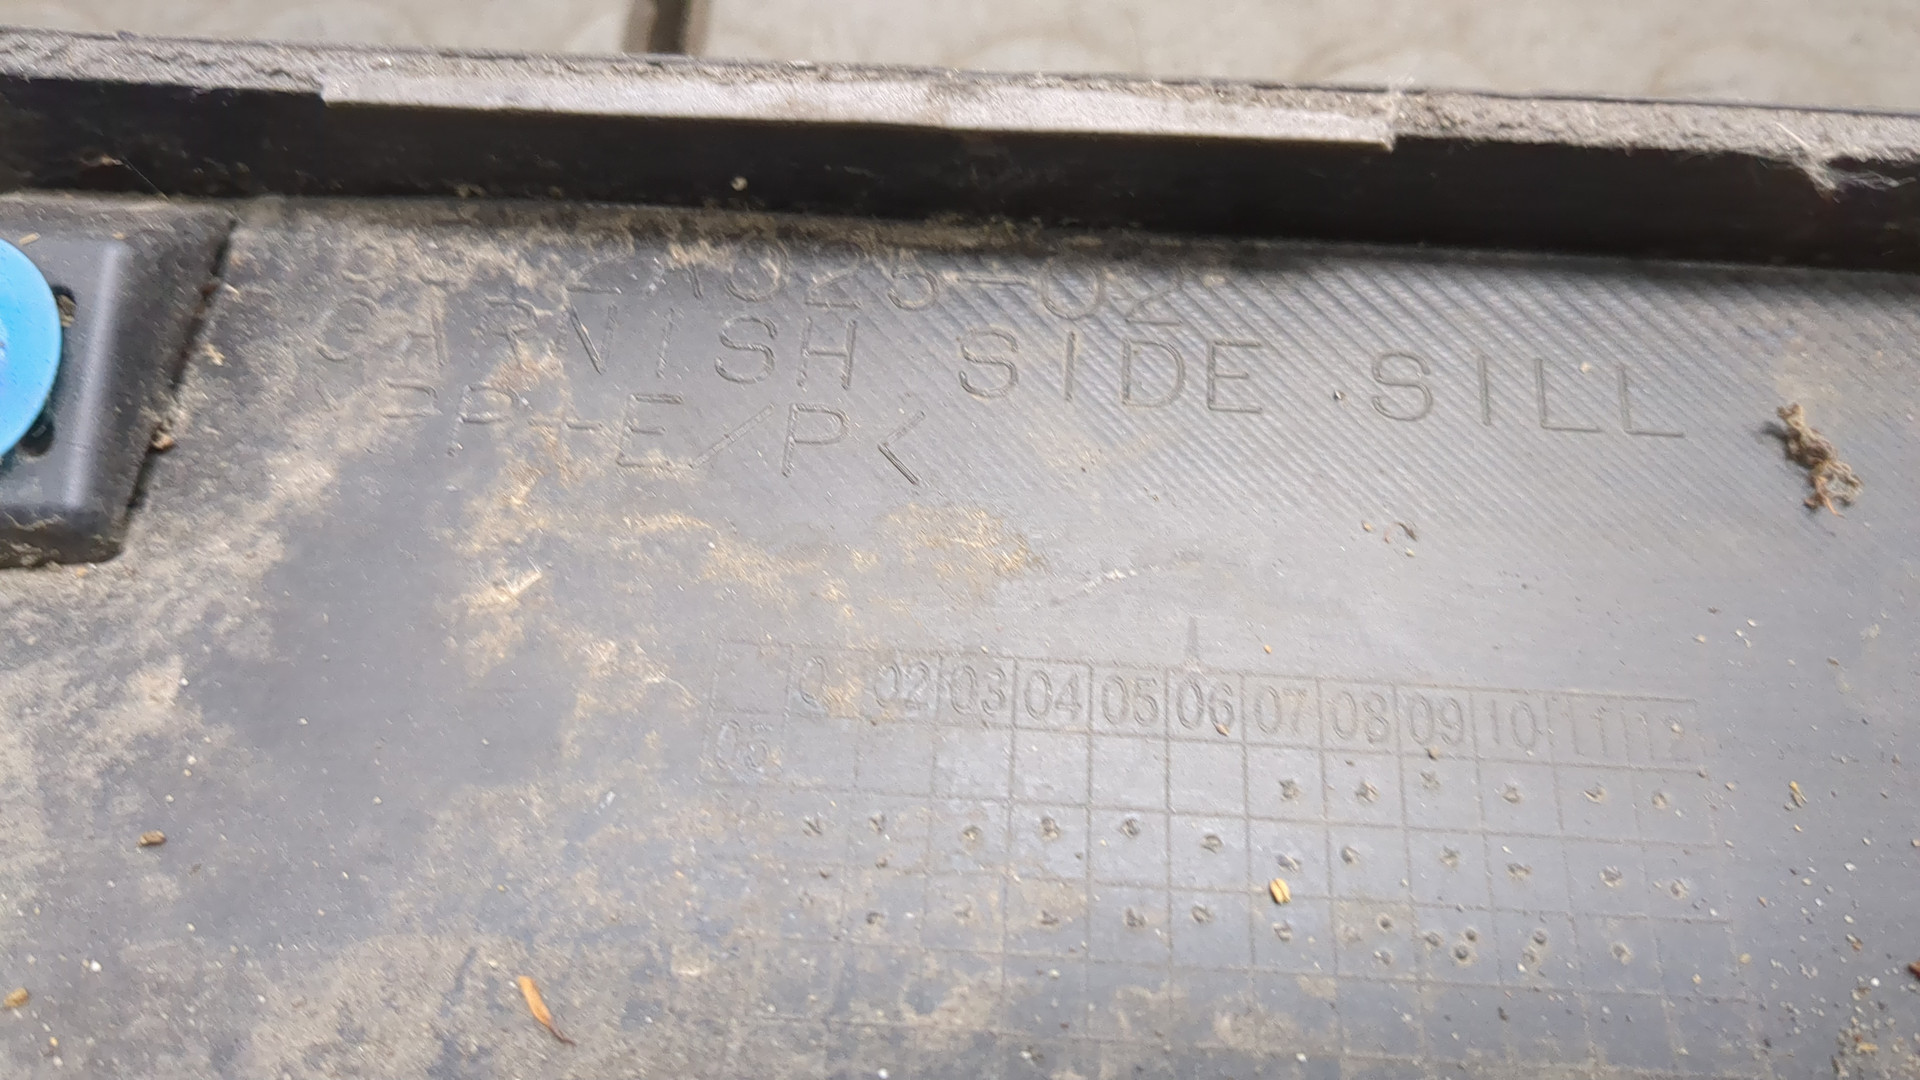 GARNISH SIDE SILL
>PP+E/P<
02 03 04 05 06 07 08 09 10 11 12
05